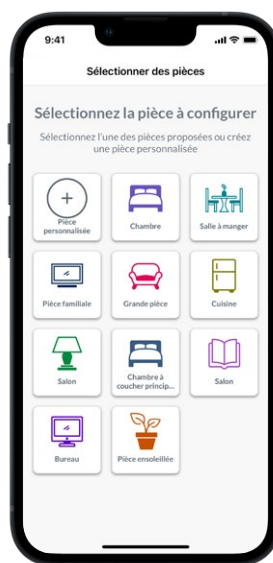 9:41
Sélectionner des pièces
Sélectionnez la pièce à configurer
Sélectionnez l'une des pièces proposées ou créez
une pièce personnalisée
Pièce
personnalisée
Chambre
Salle à manger
Pièce familiale
Grande pièce
Cuisine
Salon
Chambre à
coucher princip...
Salon
Bureau
Pièce ensoleillée